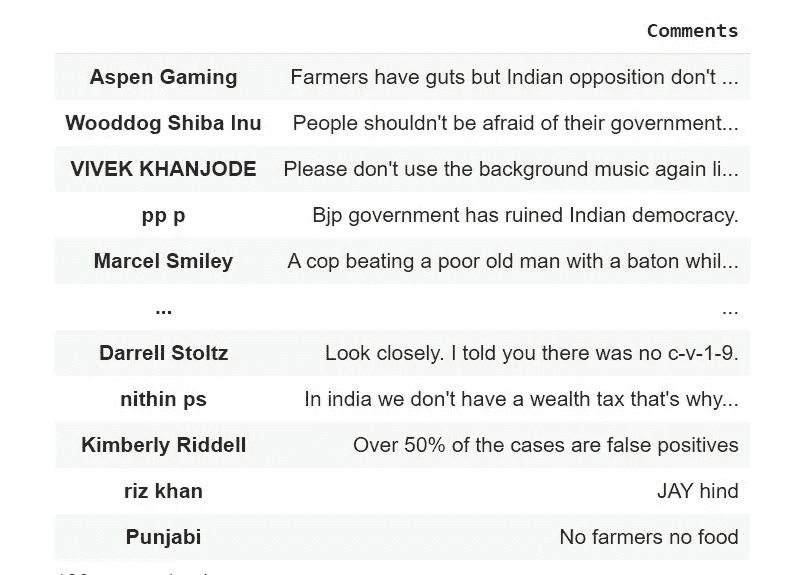 Comments
Aspen Gaming Farmers have guts but Indian opposition don't ...
Wooddog Shiba Inu People shouldn't be afraid of their government...
VIVEK KHANJODE Please don't use the background music again li...
pp p Bjp government has ruined Indian democracy.
Marcel Smiley A cop beating a poor old man with a baton whil...
... ...
Darrell Stoltz Look closely. I told you there was no c-v-1-9.
nithin ps In india we don't have a wealth tax that's why...
Kimberly Riddell Over 50% of the cases are false positives
riz khan JAY hind
Punjabi No farmers no food